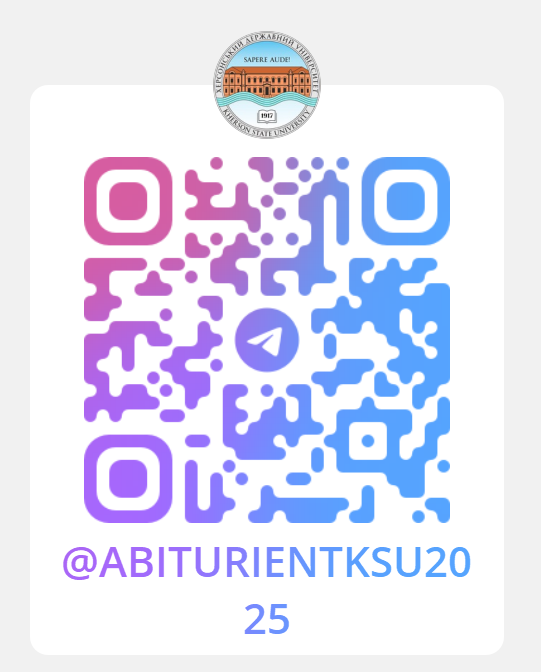 ХЕРСОНСЬКИЙ ДЕРЖАВНИЙ УНІВЕРСИТЕТ
SAPERE AUDE!
1917
KHERSON STATE UNIVERSITY
@ABITURIENTKSU20
25